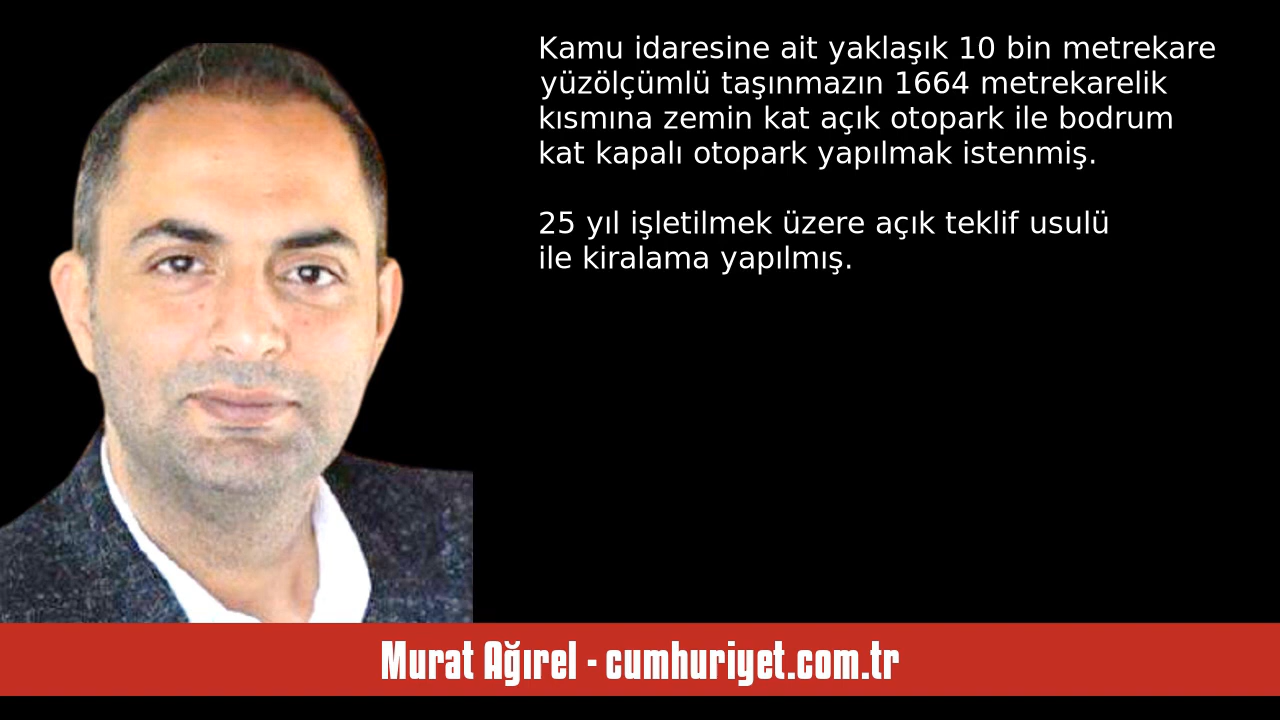 Kamu idaresine ait yaklaşık 10 bin metrekare
yüzölçümlü taşınmazın 1664 metrekarelik
kısmına zemin kat açık otopark ile bodrum
kat kapalı otopark yapılmak istenmiş.
25 yıl işletilmek üzere açık teklif usulü
ile kiralama yapılmış.
Murat Ağırel - cumhuriyet.com.tr